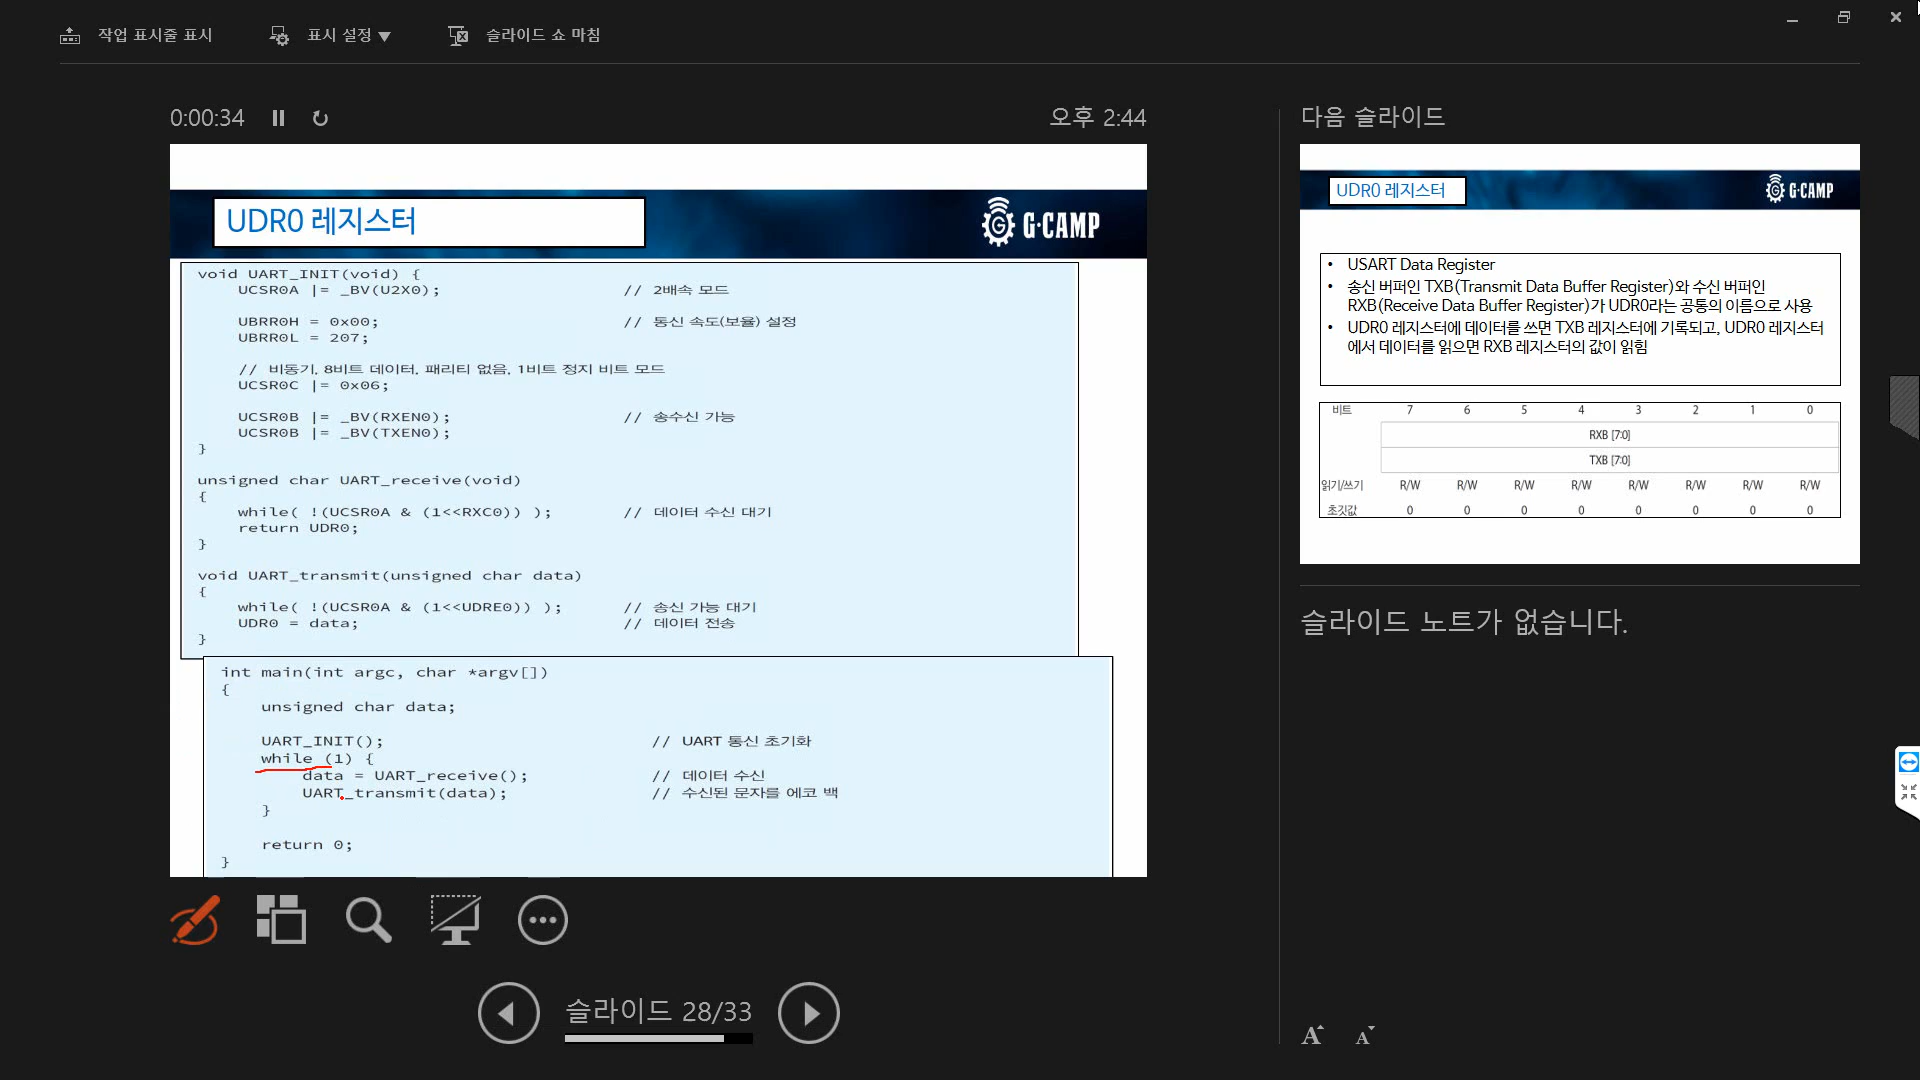 작업 표시줄 표시
표시 설정 ▼
슬라이드 쇼 마침
0:00:34
오후 2:44
UDR0 레지스터
G·CAMP
void UART_INIT(void) {
UCSR0A |= _BV(U2X0); // 2배속 모드
UBRR0H = 0x00; // 통신 속도(보율) 설정
UBRR0L = 207;
// 비동기, 8비트 데이터, 패리티 없음, 1비트 정지 비트 모드
UCSR0C |= 0x06;
UCSR0B |= _BV(RXEN0); // 송수신 가능
UCSR0B |= _BV(TXEN0);
}
unsigned char UART_receive(void)
{
while( !(UCSR0A & (1<<RXC0)) ); // 데이터 수신 대기
return UDR0;
}
void UART_transmit(unsigned char data)
{
while( !(UCSR0A & (1<<UDRE0)) ); // 송신 가능 대기
UDR0 = data; // 데이터 전송
}
int main(int argc, char *argv[])
{
unsigned char data;
UART_INIT(); // UART 통신 초기화
while (1) {
data = UART_receive(); // 데이터 수신
UART_transmit(data); // 수신된 문자를 에코 백
}
return 0;
}
슬라이드 28/33
다음 슬라이드
UDR0 레지스터
G·CAMP
• USART Data Register
• 송신 버퍼인 TXB(Transmit Data Buffer Register)와 수신 버퍼인
RXB(Receive Data Buffer Register)가 UDR0라는 공통의 이름으로 사용
• UDR0 레지스터에 데이터를 쓰면 TXB 레지스터에 기록되고, UDR0 레지스터
에서 데이터를 읽으면 RXB 레지스터의 값이 읽힘
비트 7 6 5 4 3 2 1 0
RXB [7:0]
TXB [7:0]
읽기/쓰기 R/W R/W R/W R/W R/W R/W R/W R/W
초깃값 0 0 0 0 0 0 0 0
슬라이드 노트가 없습니다.
A A